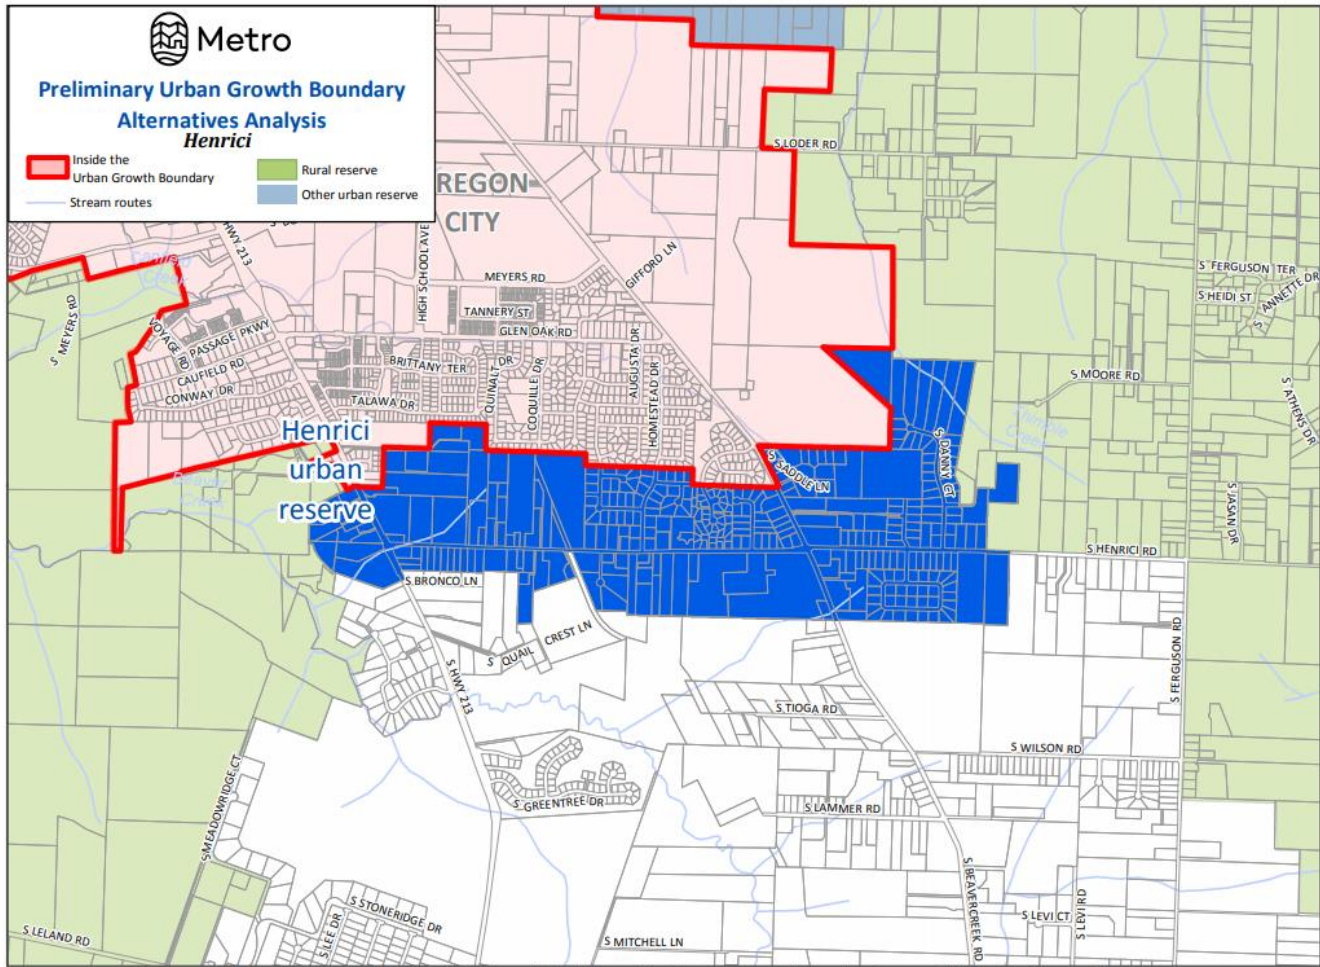 Metro
Preliminary Urban Growth Boundary
Alternatives Analysis
Henrici
Inside the
Urban Growth Boundary
Rural reserve
Stream routes
Other urban reserve
REGON
CITY
S LODER RD
HWY 213
HIGH SCHOOL AVE
GIFFORD LN
MEYERS RD
TANNERY ST
GLEN OAK RD
S MEYERS RD
VOYAGE RD
PASSAGE PKWY
CAUFIELD RD
CONWAY DR
BRITTANY TER
TALAWA DR
QUINALT DR
COQUILLE DR
AUGUSTA DR
HOMESTEAD DR
S FERGUSON TER
S HEIDI ST
S ANNETTE DR
S MOORE RD
S ATHENS DR
Thimble
Creek
S DANNY CT
S SADDLE LN
S JASAN DR
Henrici
urban
reserve
Beaver
Creek
S HENRICI RD
S BRONCO LN
S QUAIL CREST LN
S HWY 213
S FERGUSON RD
S TIOGA RD
S WILSON RD
S GREENTREE DR
S LAMMER RD
S MEADOWRIDGE CT
S BEAVERCREEK RD
S STONERIDGE DR
S LEE DR
S LELAND RD
S LEVI CT
S LEVI RD
S MITCHELL LN